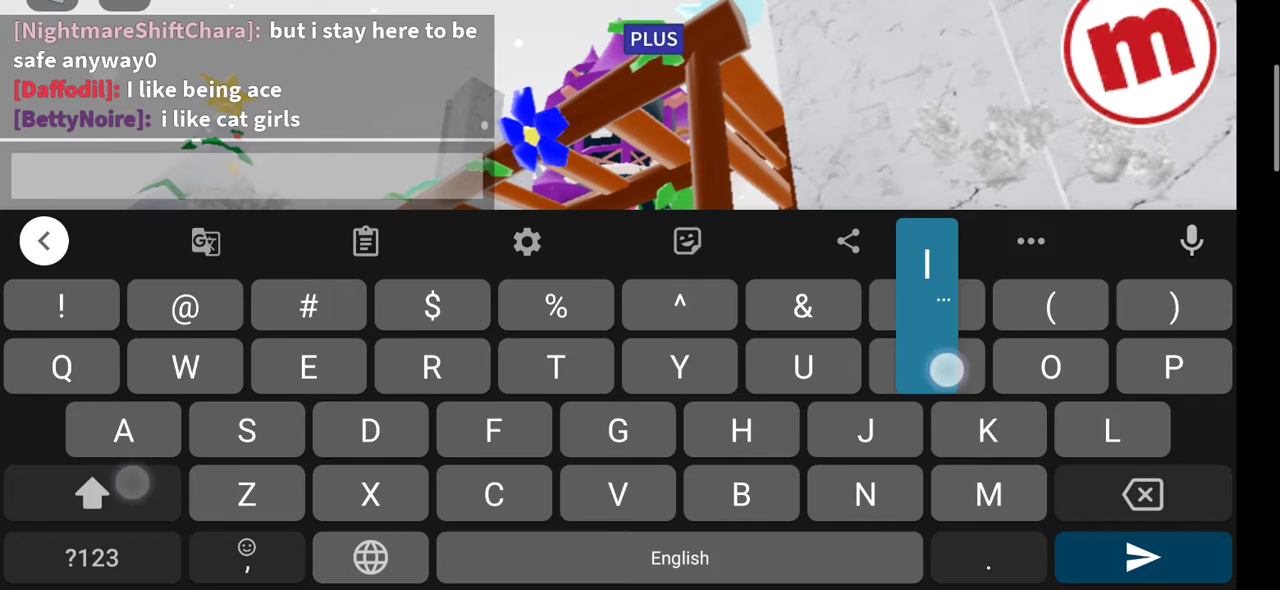 [NightmareShiftChara]: but i stay here to be
safe anyway0
[Daffodil]: I like being ace
[BettyNoire]: i like cat girls
PLUS
m
I
...
! @ # $ % ^ & ( )
Q W E R T Y U O P
A S D F G H J K L
Z X C V B N M
?123 , English .